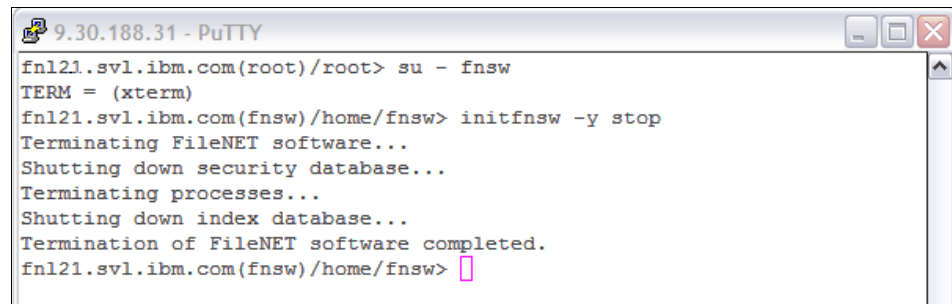 9.30.188.31 - PuTTY
fnl21.svl.ibm.com(root)/root> su - fnsw
TERM = (xterm)
fnl21.svl.ibm.com(fnsw)/home/fnsw> initfnsw -y stop
Terminating FileNET software...
Shutting down security database...
Terminating processes...
Shutting down index database...
Termination of FileNET software completed.
fnl21.svl.ibm.com(fnsw)/home/fnsw>